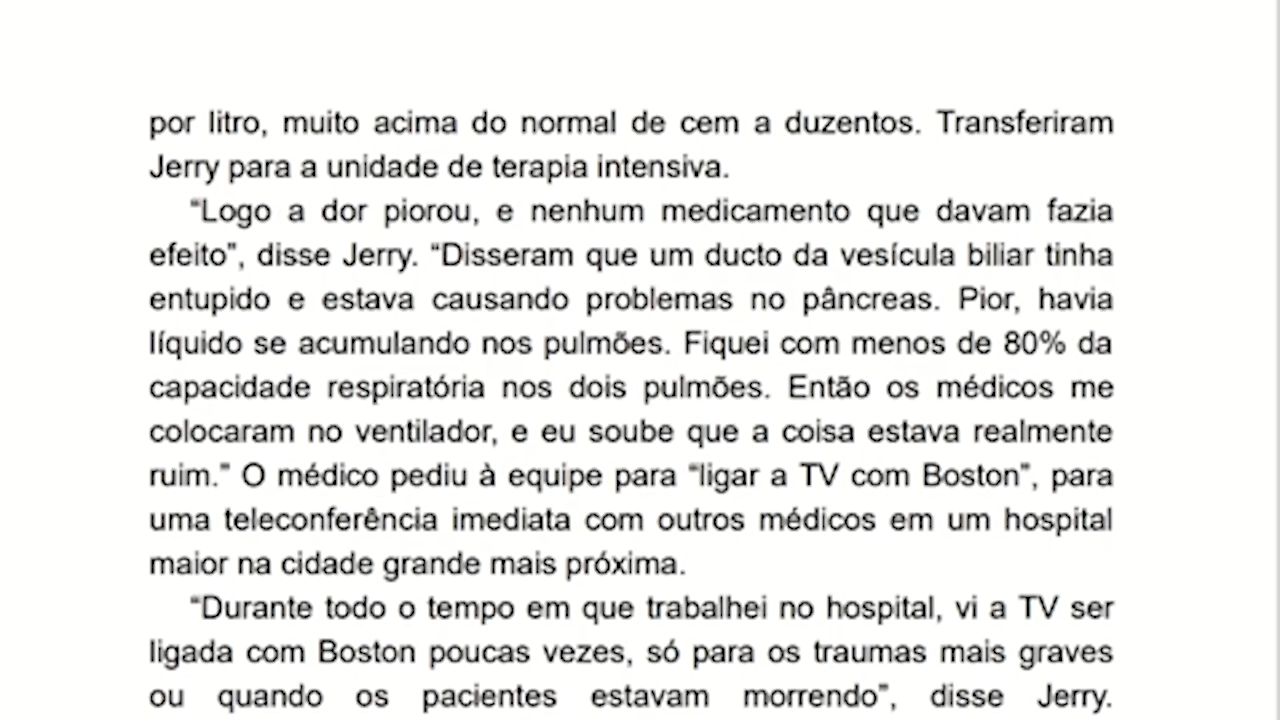 por litro, muito acima do normal de cem a duzentos. Transferiram
Jerry para a unidade de terapia intensiva.
“Logo a dor piorou, e nenhum medicamento que davam fazia
efeito”, disse Jerry. “Disseram que um ducto da vesícula biliar tinha
entupido e estava causando problemas no pâncreas. Pior, havia
líquido se acumulando nos pulmões. Fiquei com menos de 80% da
capacidade respiratória nos dois pulmões. Então os médicos me
colocaram no ventilador, e eu soube que a coisa estava realmente
ruim.” O médico pediu à equipe para “ligar a TV com Boston”, para
uma teleconferência imediata com outros médicos em um hospital
maior na cidade grande mais próxima.
“Durante todo o tempo em que trabalhei no hospital, vi a TV ser
ligada com Boston poucas vezes, só para os traumas mais graves
ou quando os pacientes estavam morrendo”, disse Jerry.